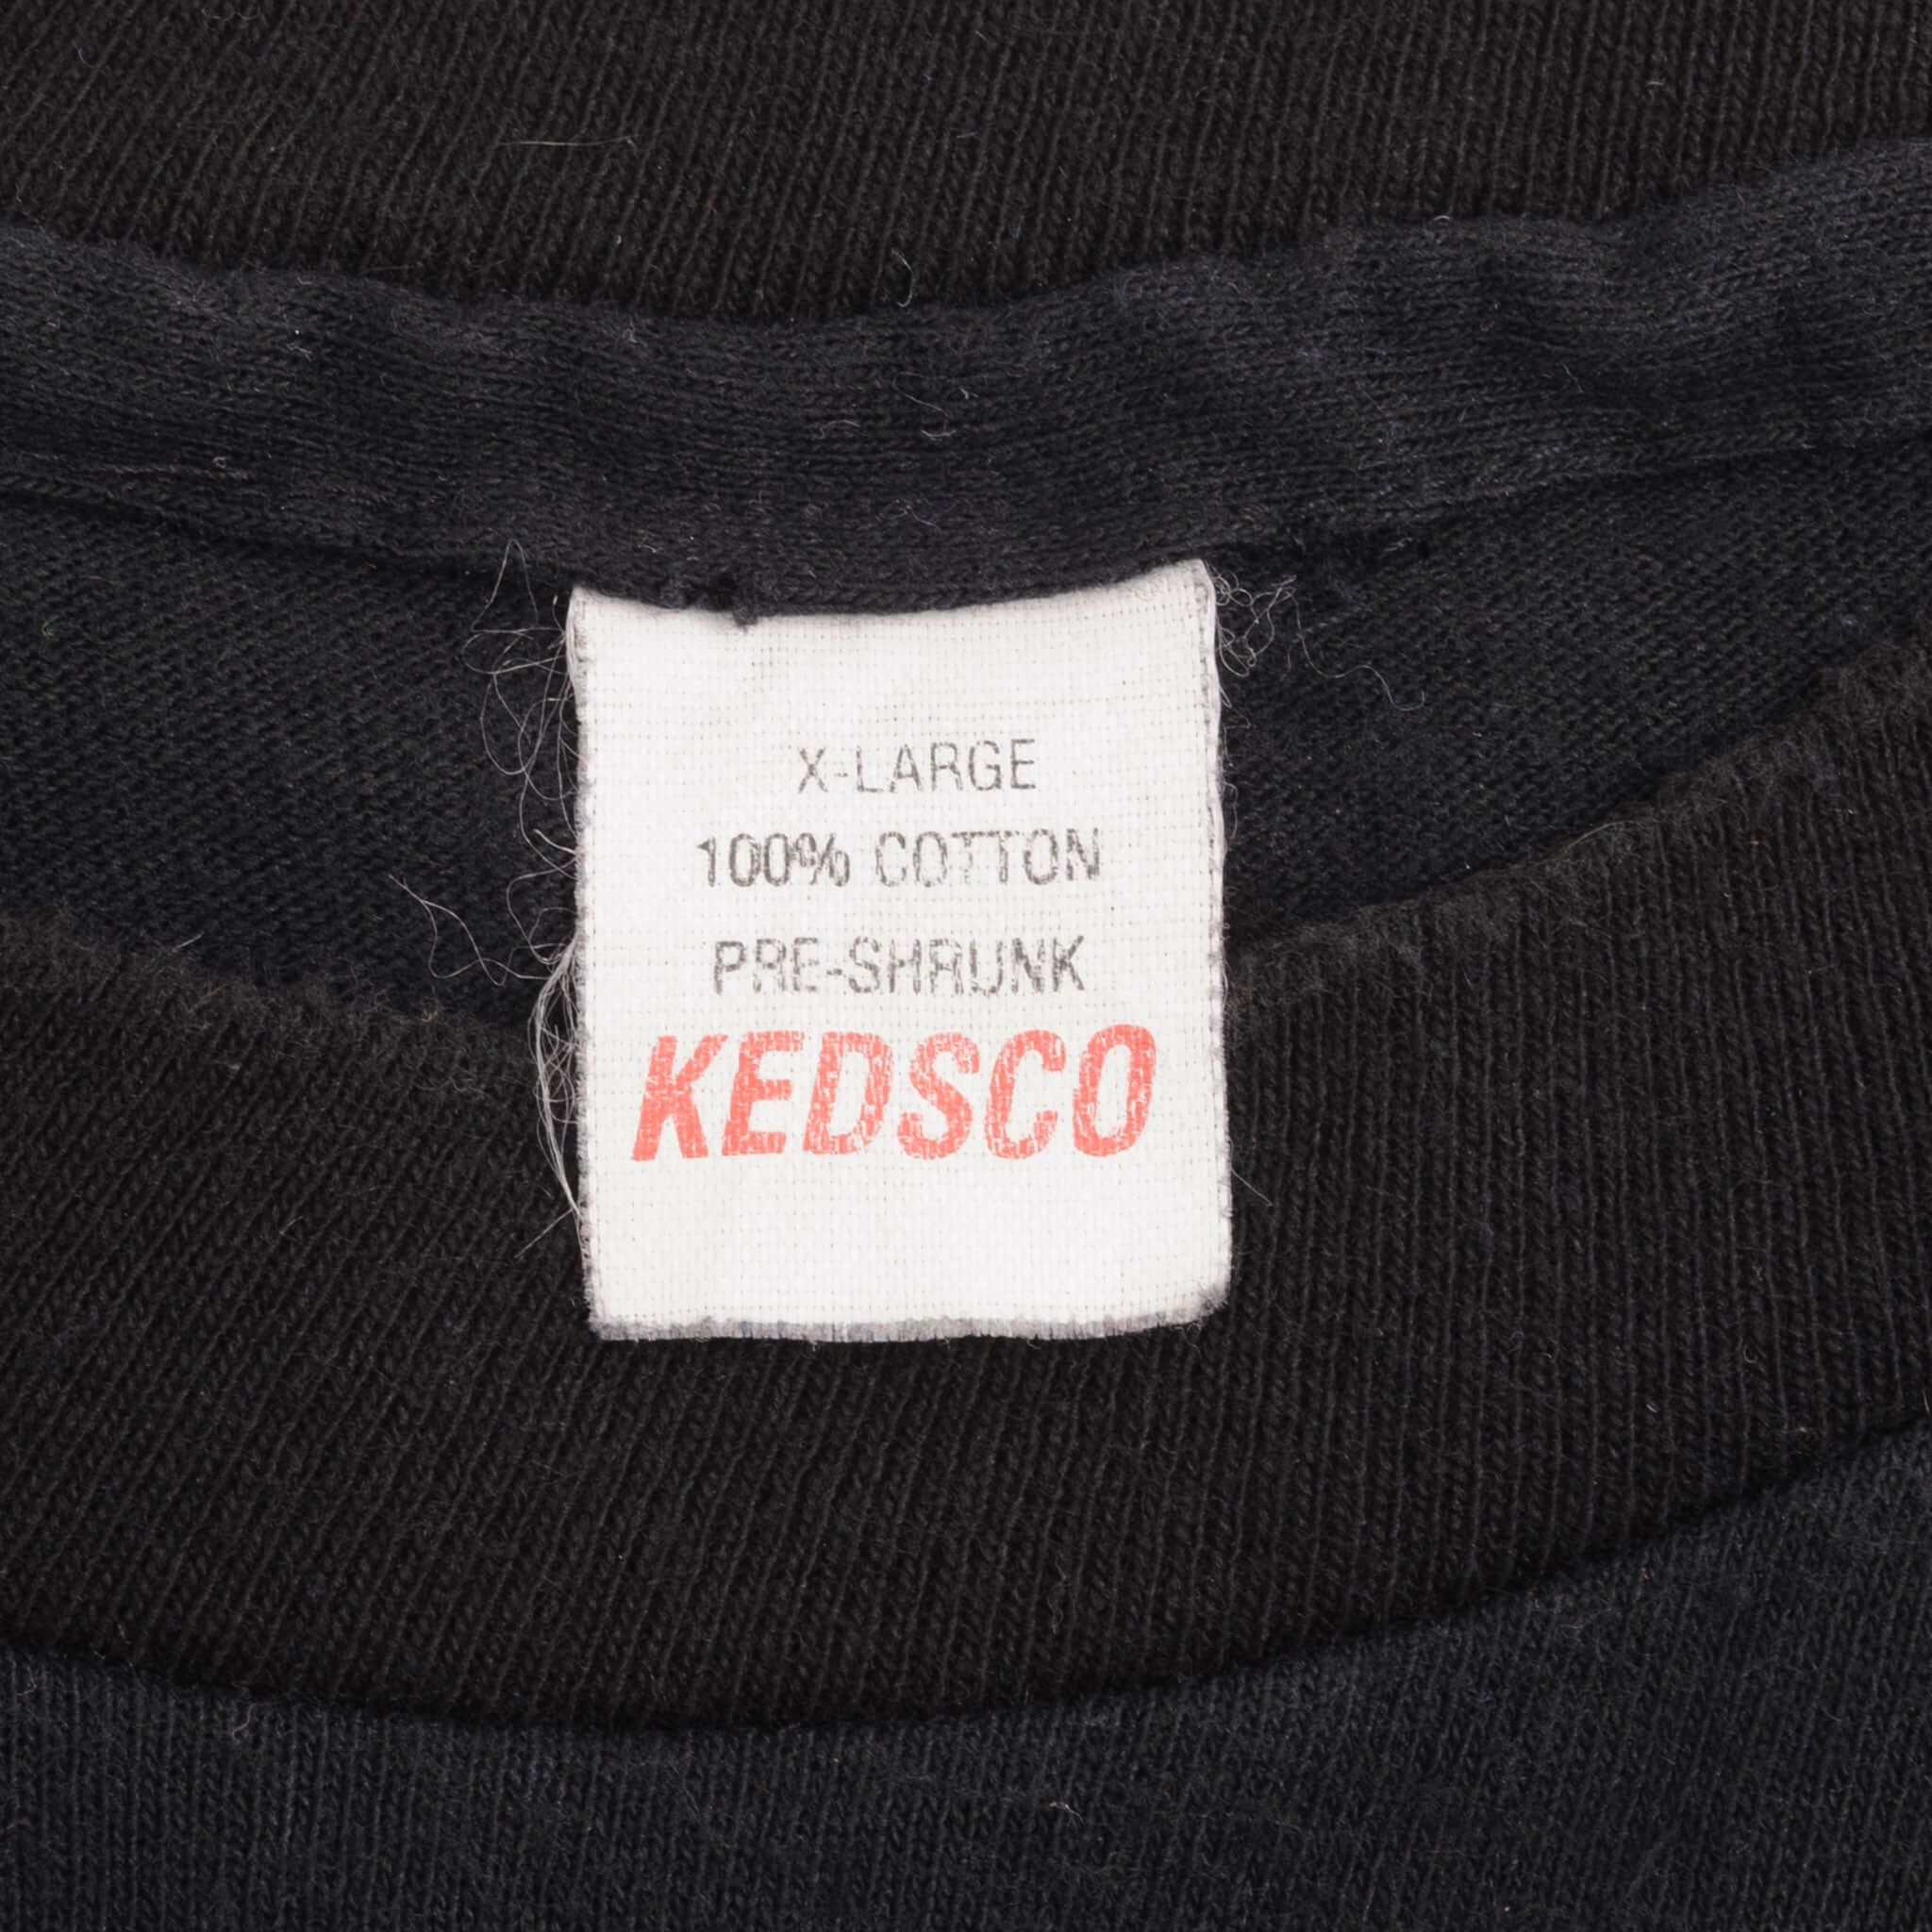 X-LARGE
100% COTTON
PRE-SHRUNK
KEDSCO